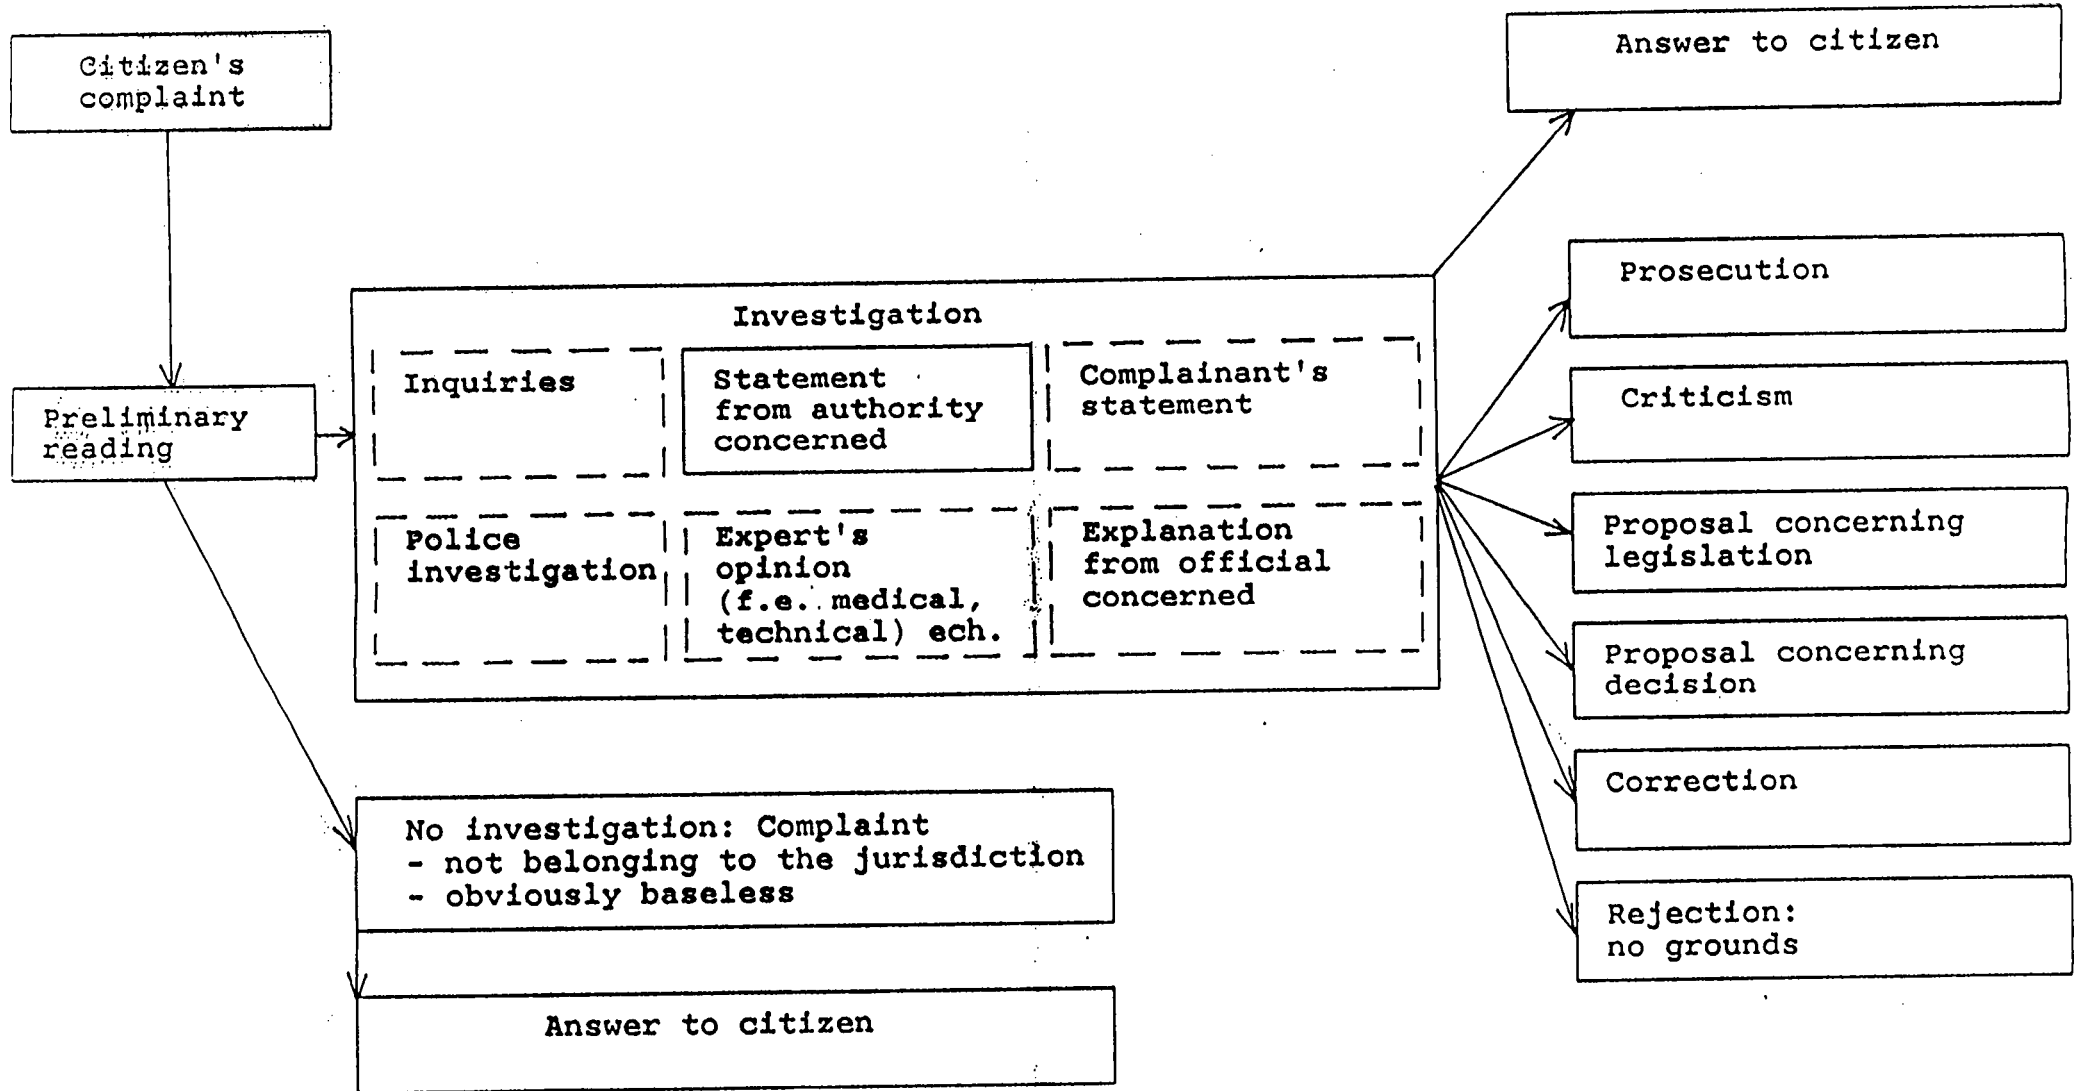 Citizen's
complaint
Answer to citizen
Prosecution
Investigation
Inquiries
Statement
from authority
concerned
Complainant's
statement
Criticism
Preliminary
reading
Police
investigation
Expert's
opinion
(f.e. medical,
technical) ech.
Explanation
from official
concerned
Proposal concerning
legislation
Proposal concerning
decision
Correction
No investigation: Complaint
- not belonging to the jurisdiction
- obviously baseless
Rejection:
no grounds
Answer to citizen